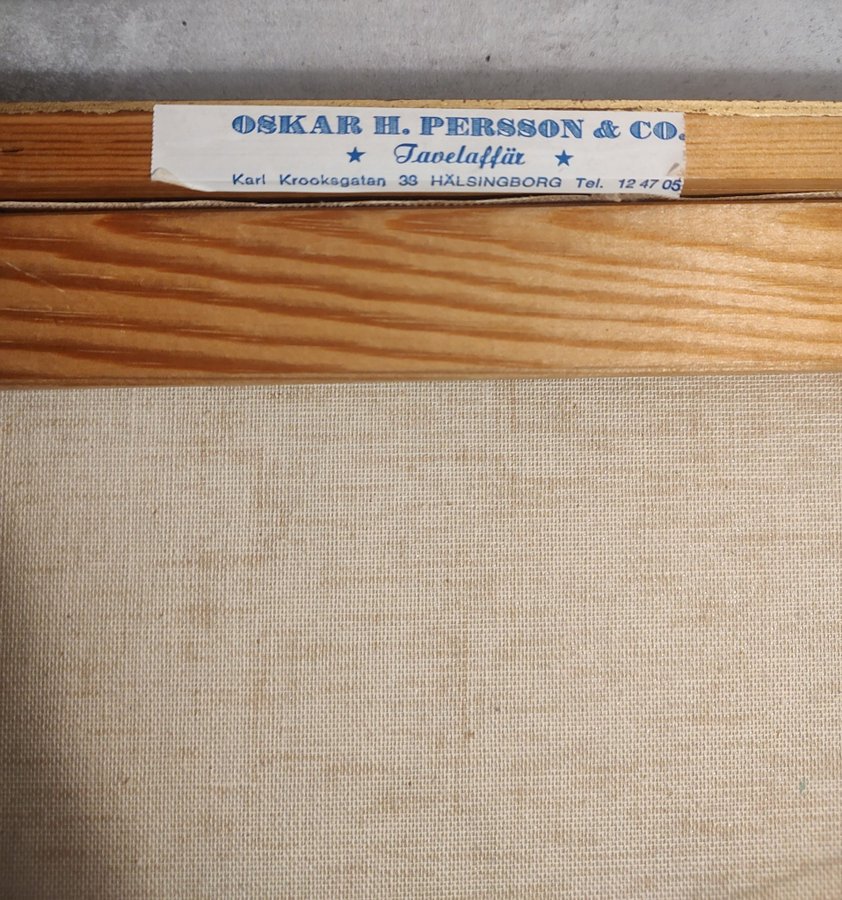 OSKAR H. PERSSON & CO.
★ Tavelaffär ★
Karl Krooksgatan 33 HÄLSINGBORG Tel. 12 47 05